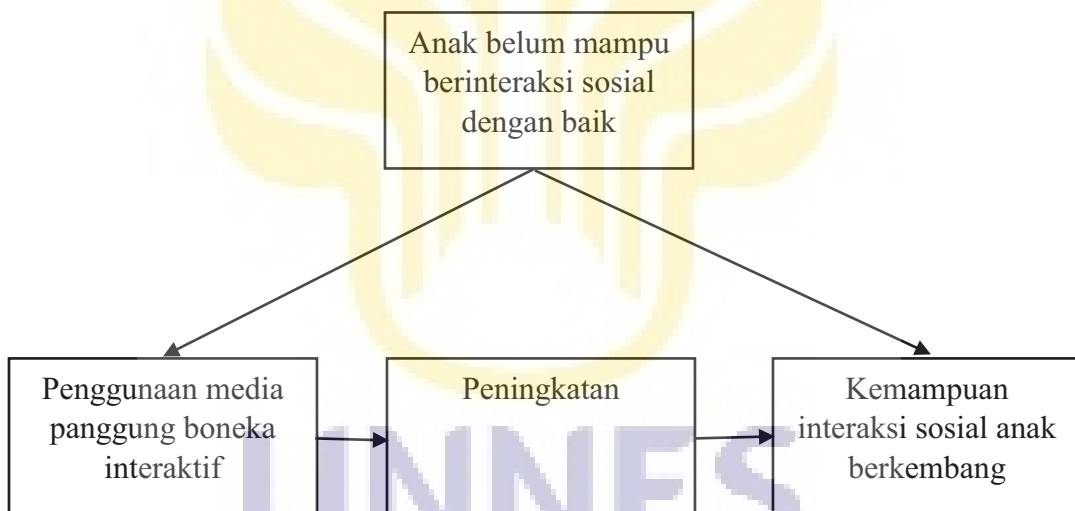 Anak belum mampu
berinteraksi sosial
dengan baik
Penggunaan media
panggung boneka
interaktif
Peningkatan
Kemampuan
interaksi sosial anak
berkembang
UNNES